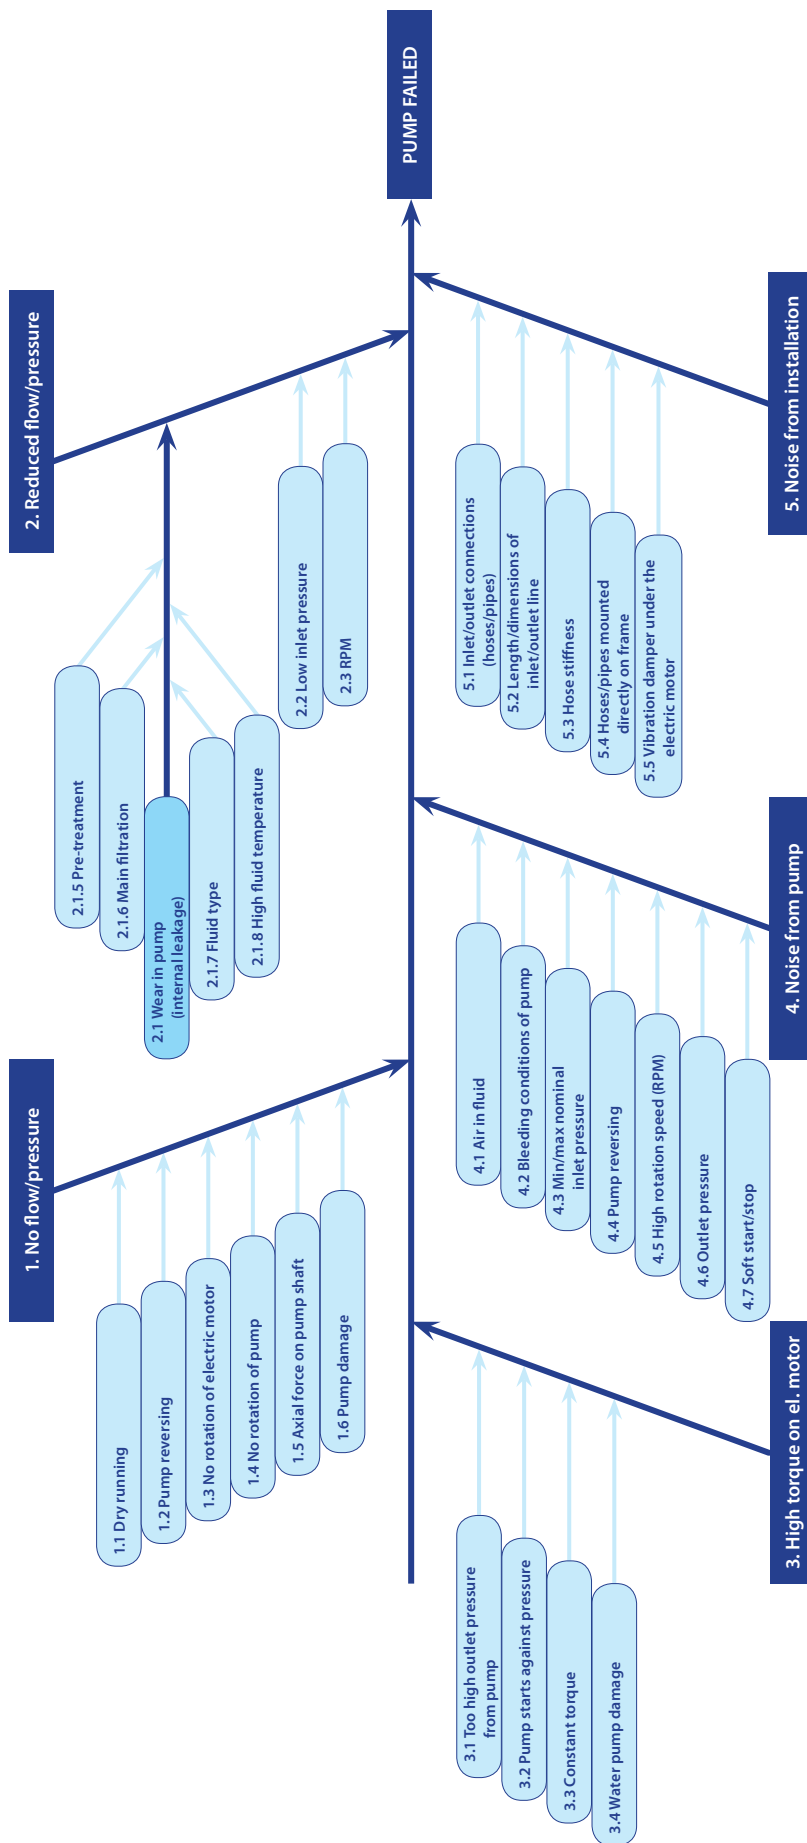 1. No flow/pressure
1.1 Dry running
1.2 Pump reversing
1.3 No rotation of electric motor
1.4 No rotation of pump
1.5 Axial force on pump shaft
1.6 Pump damage
2. Reduced flow/pressure
2.1.5 Pre-treatment
2.1.6 Main filtration
2.1 Wear in pump
(internal leakage)
2.1.7 Fluid type
2.1.8 High fluid temperature
2.2 Low inlet pressure
2.3 RPM
PUMP FAILED
3.1 Too high outlet pressure
from pump
3.2 Pump starts against pressure
3.3 Constant torque
3.4 Water pump damage
3. High torque on el. motor
4.1 Air in fluid
4.2 Bleeding conditions of pump
4.3 Min/max nominal
inlet pressure
4.4 Pump reversing
4.5 High rotation speed (RPM)
4.6 Outlet pressure
4.7 Soft start/stop
4. Noise from pump
5.1 Inlet/outlet connections
(hoses/pipes)
5.2 Length/dimensions of
inlet/outlet line
5.3 Hose stiffness
5.4 Hoses/pipes mounted
directly on frame
5.5 Vibration damper under the
electric motor
5. Noise from installation